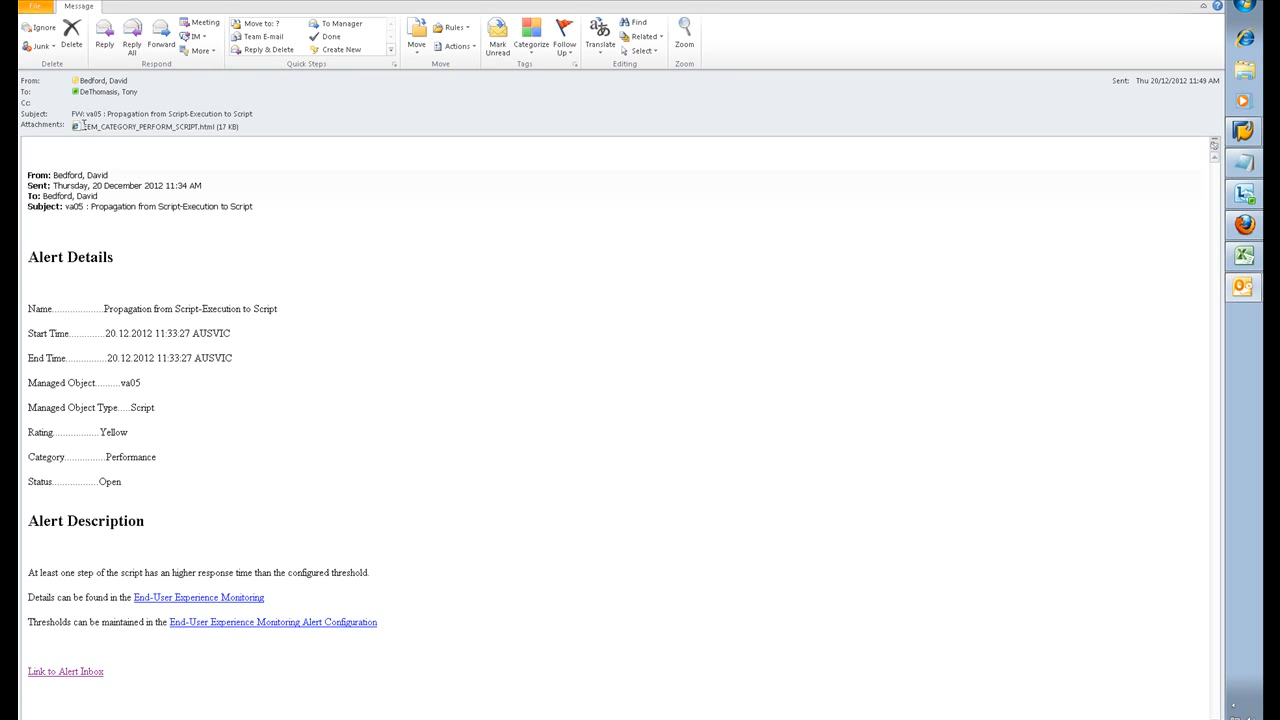 File
Message
Ignore
Junk
Delete
Reply
Reply All
Forward
Meeting
IM
More
Move to: ?
Team E-mail
Reply & Delete
To Manager
Done
Create New
Move
Rules
Actions
Mark Unread
Categorize
Follow Up
Translate
Find
Related
Select
Zoom
Delete
Respond
Quick Steps
Move
Tags
Editing
Zoom
From: Bedford, David
Sent: Thu 20/12/2012 11:49 AM
To: DeThomasis, Tony
Cc:
Subject: FW: va05 : Propagation from Script-Execution to Script
Attachments: EEM_CATEGORY_PERFORM_SCRIPT.html (17 KB)
From: Bedford, David
Sent: Thursday, 20 December 2012 11:34 AM
To: Bedford, David
Subject: va05 : Propagation from Script-Execution to Script
Alert Details
Name.....................Propagation from Script-Execution to Script
Start Time..............20.12.2012 11:33:27 AUSVIC
End Time................20.12.2012 11:33:27 AUSVIC
Managed Object..........va05
Managed Object Type.....Script
Rating..................Yellow
Category................Performance
Status..................Open
Alert Description
At least one step of the script has an higher response time than the configured threshold.
Details can be found in the End-User Experience Monitoring
Thresholds can be maintained in the End-User Experience Monitoring Alert Configuration
Link to Alert Inbox